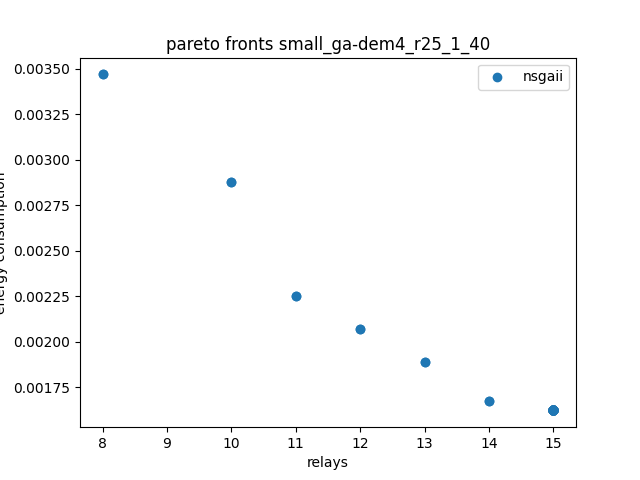 pareto fronts small_ga-dem4_r25_1_40
nsgaii
0.00350
0.00325
0.00300
0.00275
0.00250
0.00225
0.00200
0.00175
energy consumption
8 9 10 11 12 13 14 15
relays